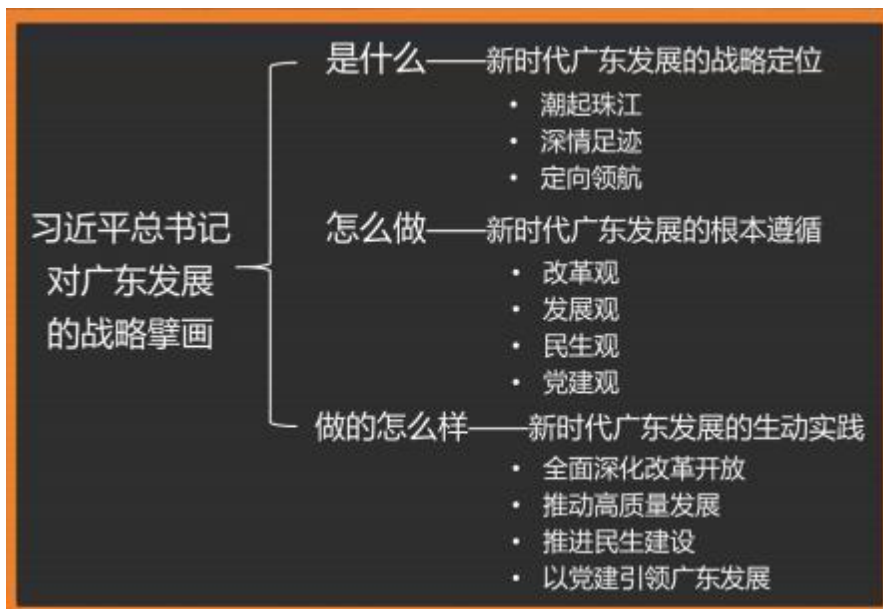 习近平总书记
对广东发展
的战略擘画
是什么——新时代广东发展的战略定位
• 潮起珠江
• 深情足迹
• 定向领航
怎么做——新时代广东发展的根本遵循
• 改革观
• 发展观
• 民生观
• 党建观
做的怎么样——新时代广东发展的生动实践
• 全面深化改革开放
• 推动高质量发展
• 推进民生建设
• 以党建引领广东发展